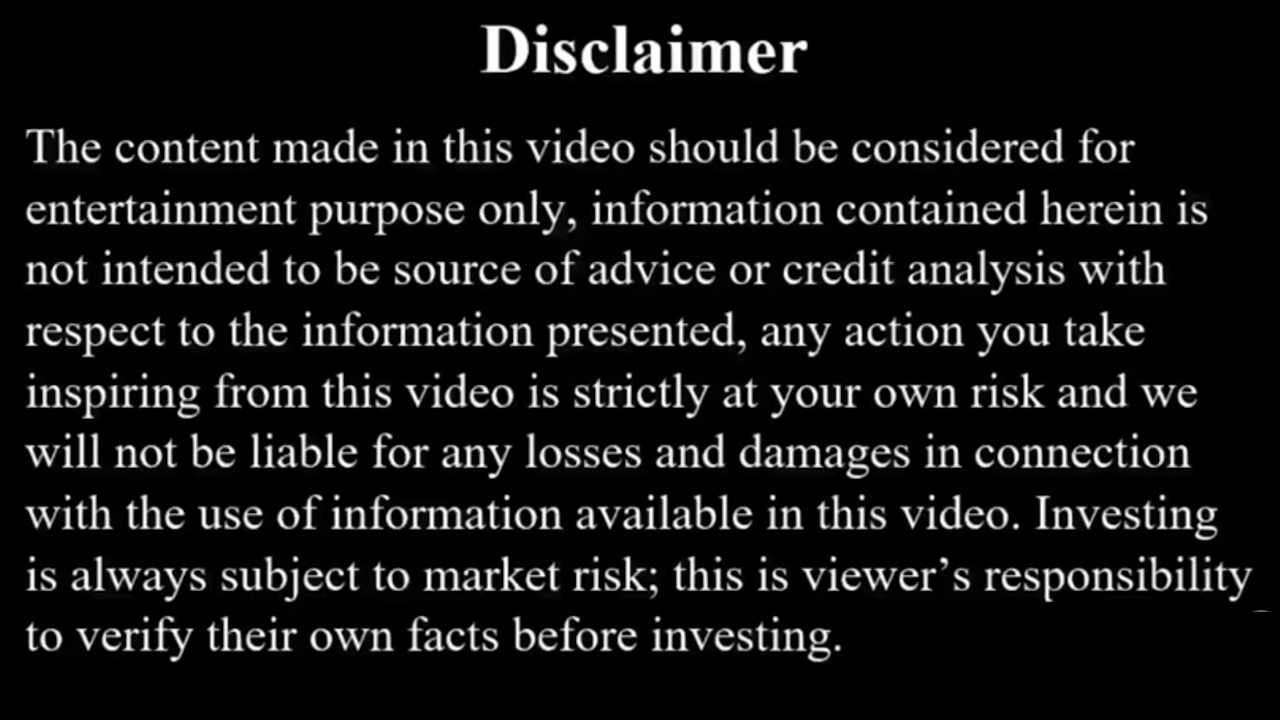 Disclaimer
The content made in this video should be considered for
entertainment purpose only, information contained herein is
not intended to be source of advice or credit analysis with
respect to the information presented, any action you take
inspiring from this video is strictly at your own risk and we
will not be liable for any losses and damages in connection
with the use of information available in this video. Investing
is always subject to market risk; this is viewer’s responsibility
to verify their own facts before investing.